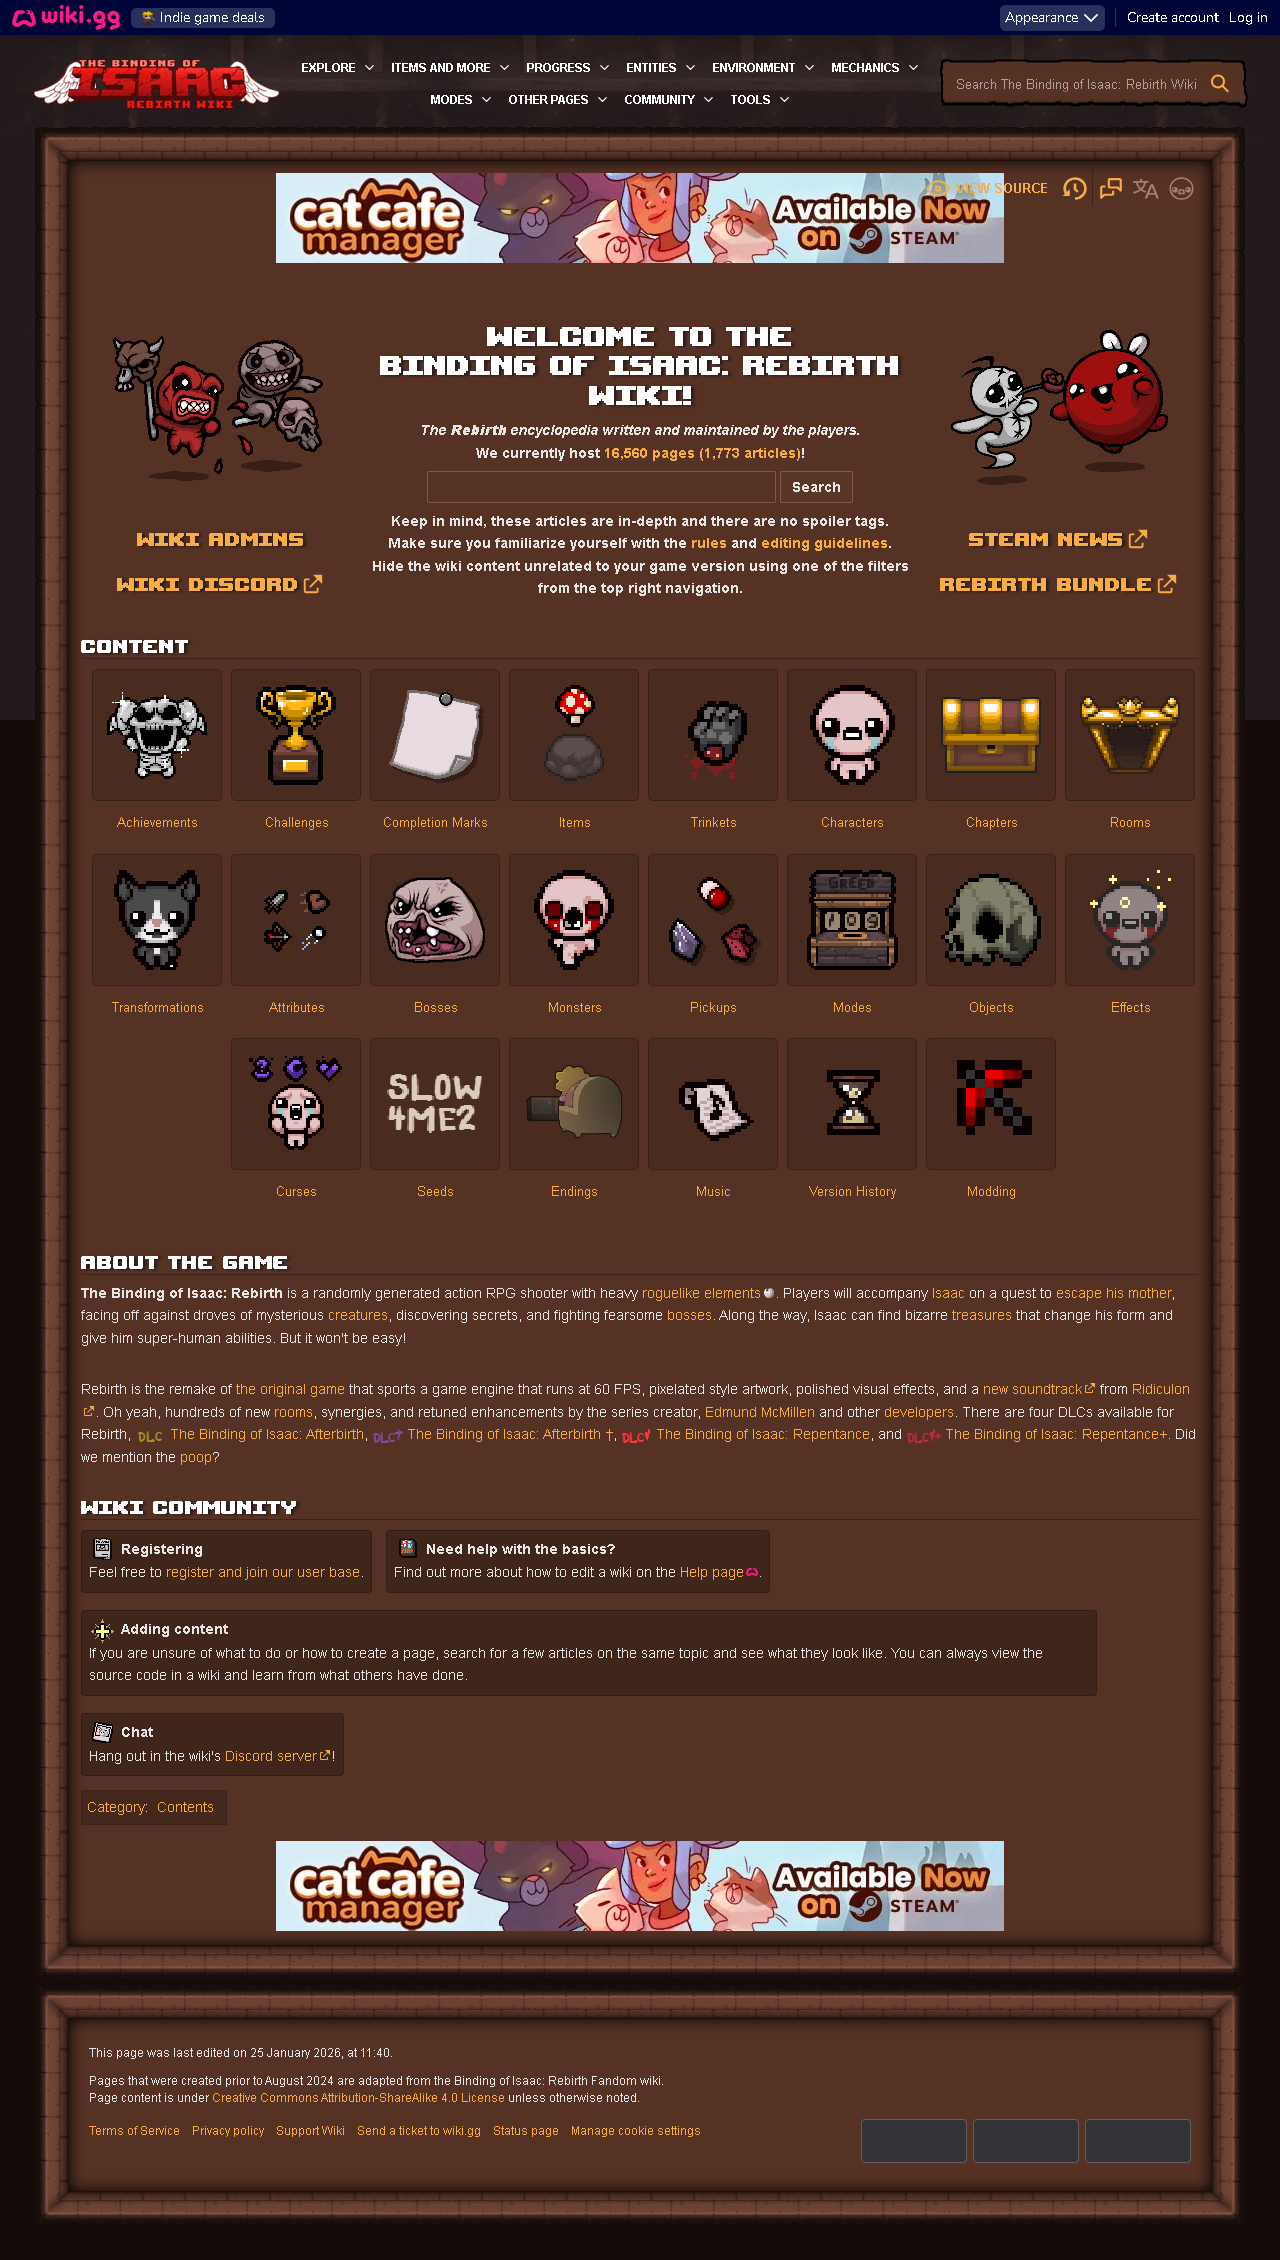 wiki.gg Indie game deals Appearance Create account Log in
THE BINDING OF
ISAAC
REBIRTH WIKI
EXPLORE ITEMS AND MORE PROGRESS ENTITIES ENVIRONMENT MECHANICS
MODES OTHER PAGES COMMUNITY TOOLS
Search The Binding of Isaac: Rebirth Wiki
VIEW SOURCE
cat cafe
manager
Available Now
on STEAM
WELCOME TO THE
BINDING OF ISAAC: REBIRTH
WIKI!
The Rebirth encyclopedia written and maintained by the players.
We currently host 16,560 pages (1,773 articles)!
Search
Keep in mind, these articles are in-depth and there are no spoiler tags.
Make sure you familiarize yourself with the rules and editing guidelines.
Hide the wiki content unrelated to your game version using one of the filters
from the top right navigation.
WIKI ADMINS
WIKI DISCORD
STEAM NEWS
REBIRTH BUNDLE
CONTENT
Achievements Challenges Completion Marks Items Trinkets Characters Chapters Rooms
GREED
109
Transformations Attributes Bosses Monsters Pickups Modes Objects Effects
SLOW
4ME2
Curses Seeds Endings Music Version History Modding
ABOUT THE GAME
The Binding of Isaac: Rebirth is a randomly generated action RPG shooter with heavy roguelike elements. Players will accompany Isaac on a quest to escape his mother,
facing off against droves of mysterious creatures, discovering secrets, and fighting fearsome bosses. Along the way, Isaac can find bizarre treasures that change his form and
give him super-human abilities. But it won't be easy!
Rebirth is the remake of the original game that sports a game engine that runs at 60 FPS, pixelated style artwork, polished visual effects, and a new soundtrack from Ridiculon
. Oh yeah, hundreds of new rooms, synergies, and retuned enhancements by the series creator, Edmund McMillen and other developers. There are four DLCs available for
Rebirth, DLC The Binding of Isaac: Afterbirth, DLC† The Binding of Isaac: Afterbirth †, DLC The Binding of Isaac: Repentance, and DLC+ The Binding of Isaac: Repentance+. Did
we mention the poop?
WIKI COMMUNITY
Registering
Feel free to register and join our user base.
Need help with the basics?
Find out more about how to edit a wiki on the Help page.
Adding content
If you are unsure of what to do or how to create a page, search for a few articles on the same topic and see what they look like. You can always view the
source code in a wiki and learn from what others have done.
Chat
Hang out in the wiki's Discord server!
Category: Contents
cat cafe
manager
Available Now
on STEAM
This page was last edited on 25 January 2026, at 11:40.
Pages that were created prior to August 2024 are adapted from the Binding of Isaac: Rebirth Fandom wiki.
Page content is under Creative Commons Attribution-ShareAlike 4.0 License unless otherwise noted.
Terms of Service Privacy policy Support Wiki Send a ticket to wiki.gg Status page Manage cookie settings